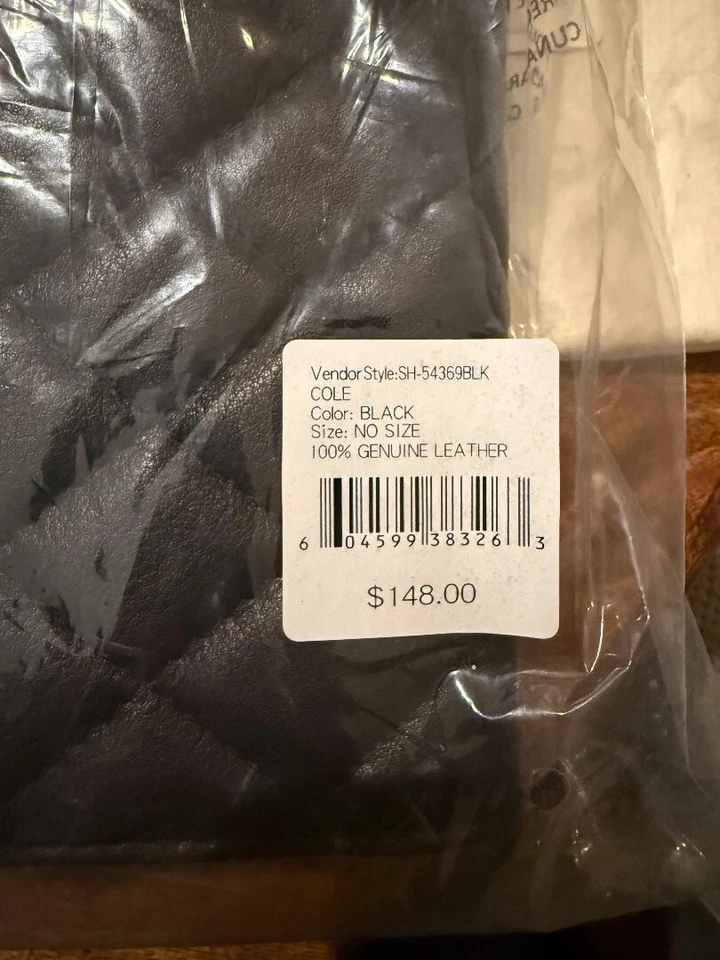 Vendor Style:SH-54369BLK
COLE
Color: BLACK
Size: NO SIZE
100% GENUINE LEATHER
6 04599 38326 3
$148.00